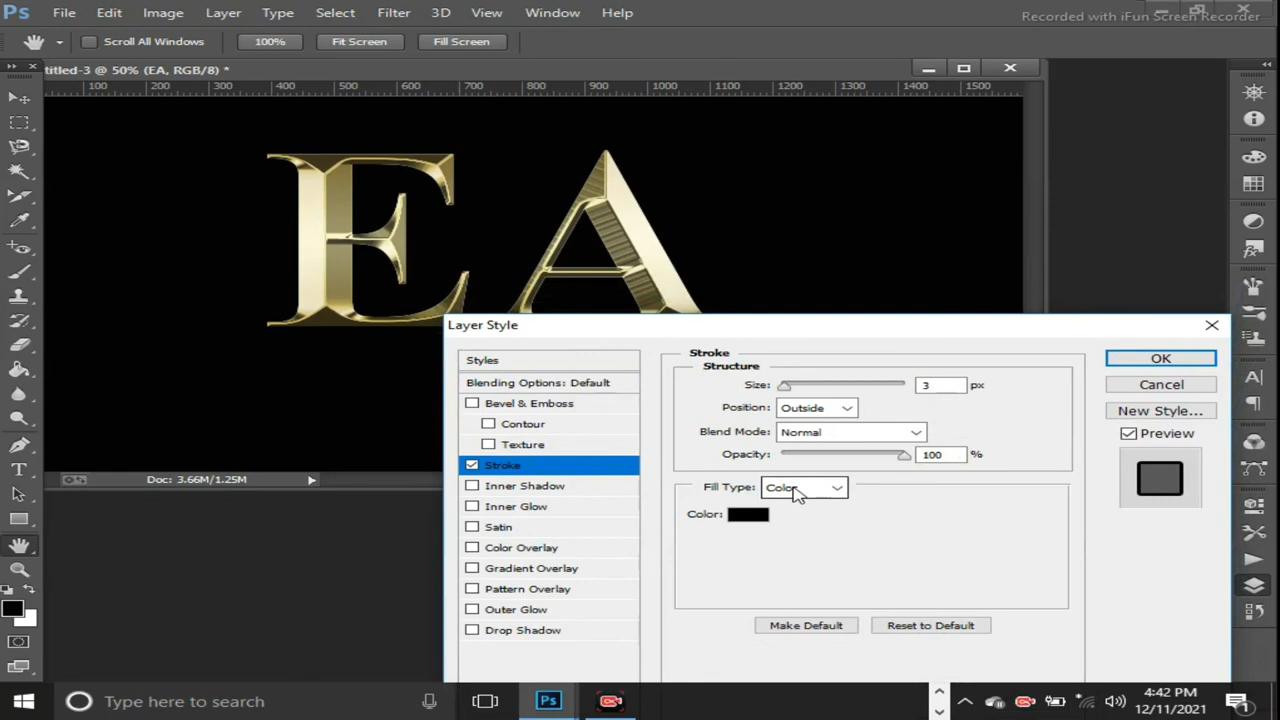 Ps File Edit Image Layer Type Select Filter 3D View Window Help
Recorded with iFun Screen Recorder
Scroll All Windows 100% Fit Screen Fill Screen
titled-3 @ 50% (EA, RGB/8) *
100 200 300 400 500 600 700 800 900 1000 1100 1200 1300 1400 1500
EA
Layer Style
Styles
Blending Options: Default
Bevel & Emboss
Contour
Texture
Stroke
Inner Shadow
Inner Glow
Satin
Color Overlay
Gradient Overlay
Pattern Overlay
Outer Glow
Drop Shadow
Stroke
Structure
Size: 3 px
Position: Outside
Blend Mode: Normal
Opacity: 100 %
Fill Type: Color
Color:
Make Default Reset to Default
OK
Cancel
New Style...
Preview
Doc: 3.66M/1.25M
Type here to search
Ps
4:42 PM
12/11/2021
1